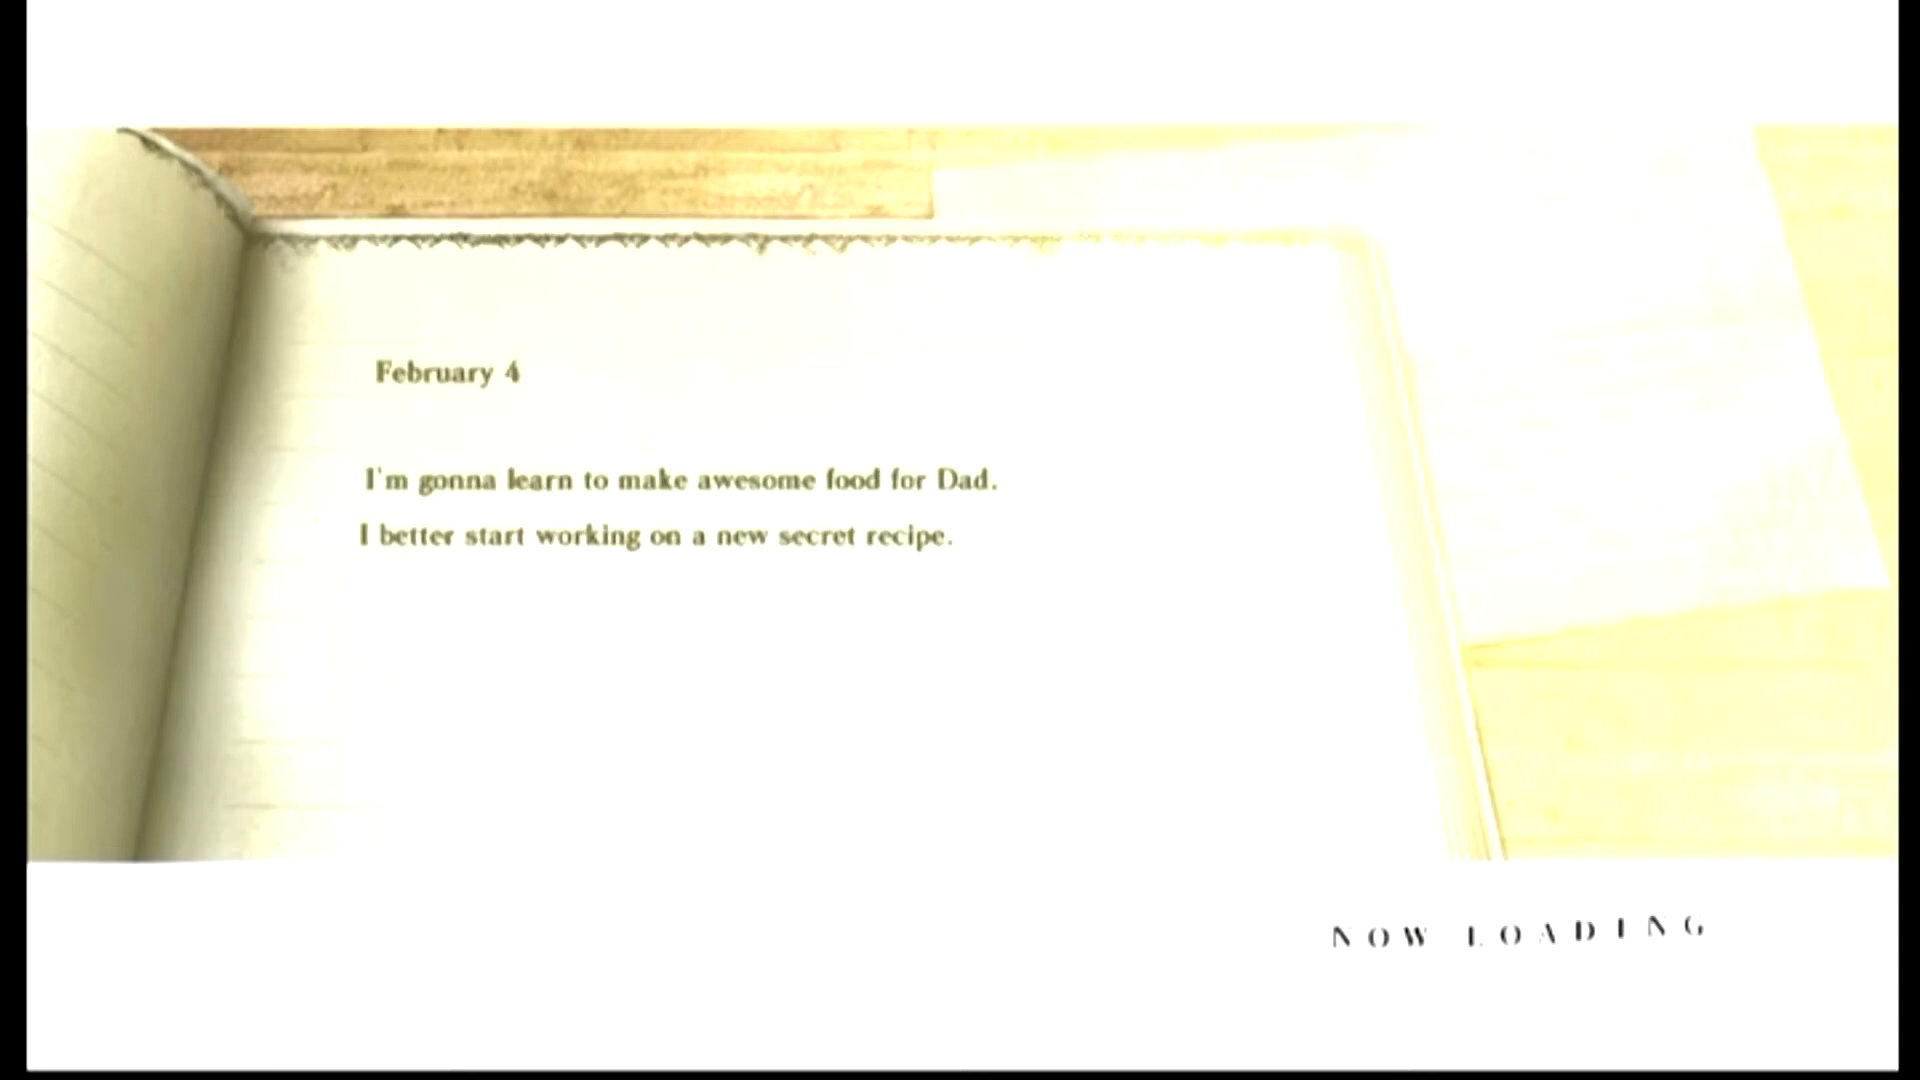 February 4
I'm gonna learn to make awesome food for Dad.
I better start working on a new secret recipe.
NOW LOADING